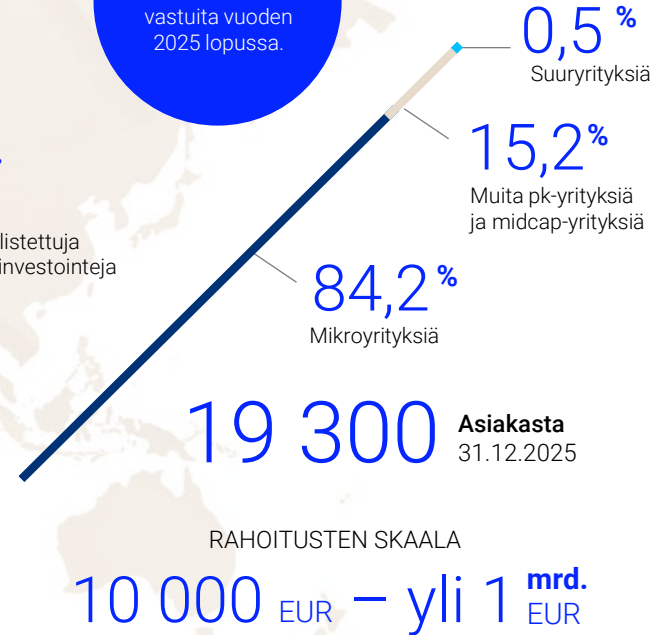 vastuita vuoden
2025 lopussa.
0,5 %
Suuryrityksiä
15,2 %
Muita pk-yrityksiä
ja midcap-yrityksiä
listettuja
investointeja
84,2 %
Mikroyrityksiä
19 300 Asiakasta
31.12.2025
RAHOITUSTEN SKAALA
10 000 EUR – yli 1 mrd. EUR